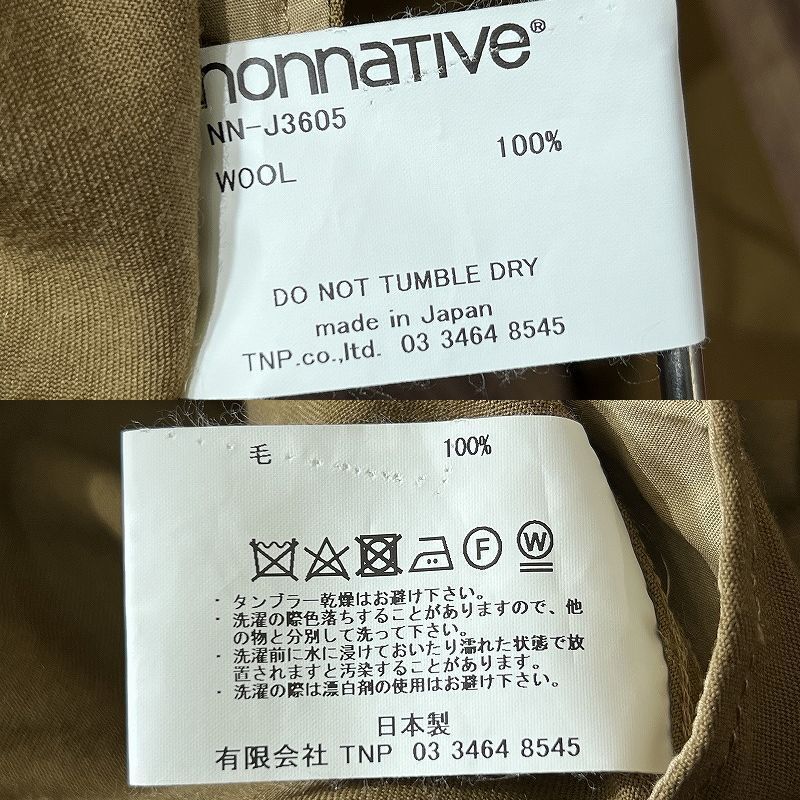 nonnative®
NN-J3605
WOOL 100%
DO NOT TUMBLE DRY
made in Japan
TNP.co.,ltd. 03 3464 8545
毛 100%
F W
・タンブラー乾燥はお避け下さい。
・洗濯の際色落ちすることがありますので、他
の物と分別して洗って下さい。
・洗濯前に水に浸けておいたり濡れた状態で放
置されますと汚染することがあります。
・洗濯の際は漂白剤の使用はお避け下さい。
日本製
有限会社 TNP 03 3464 8545